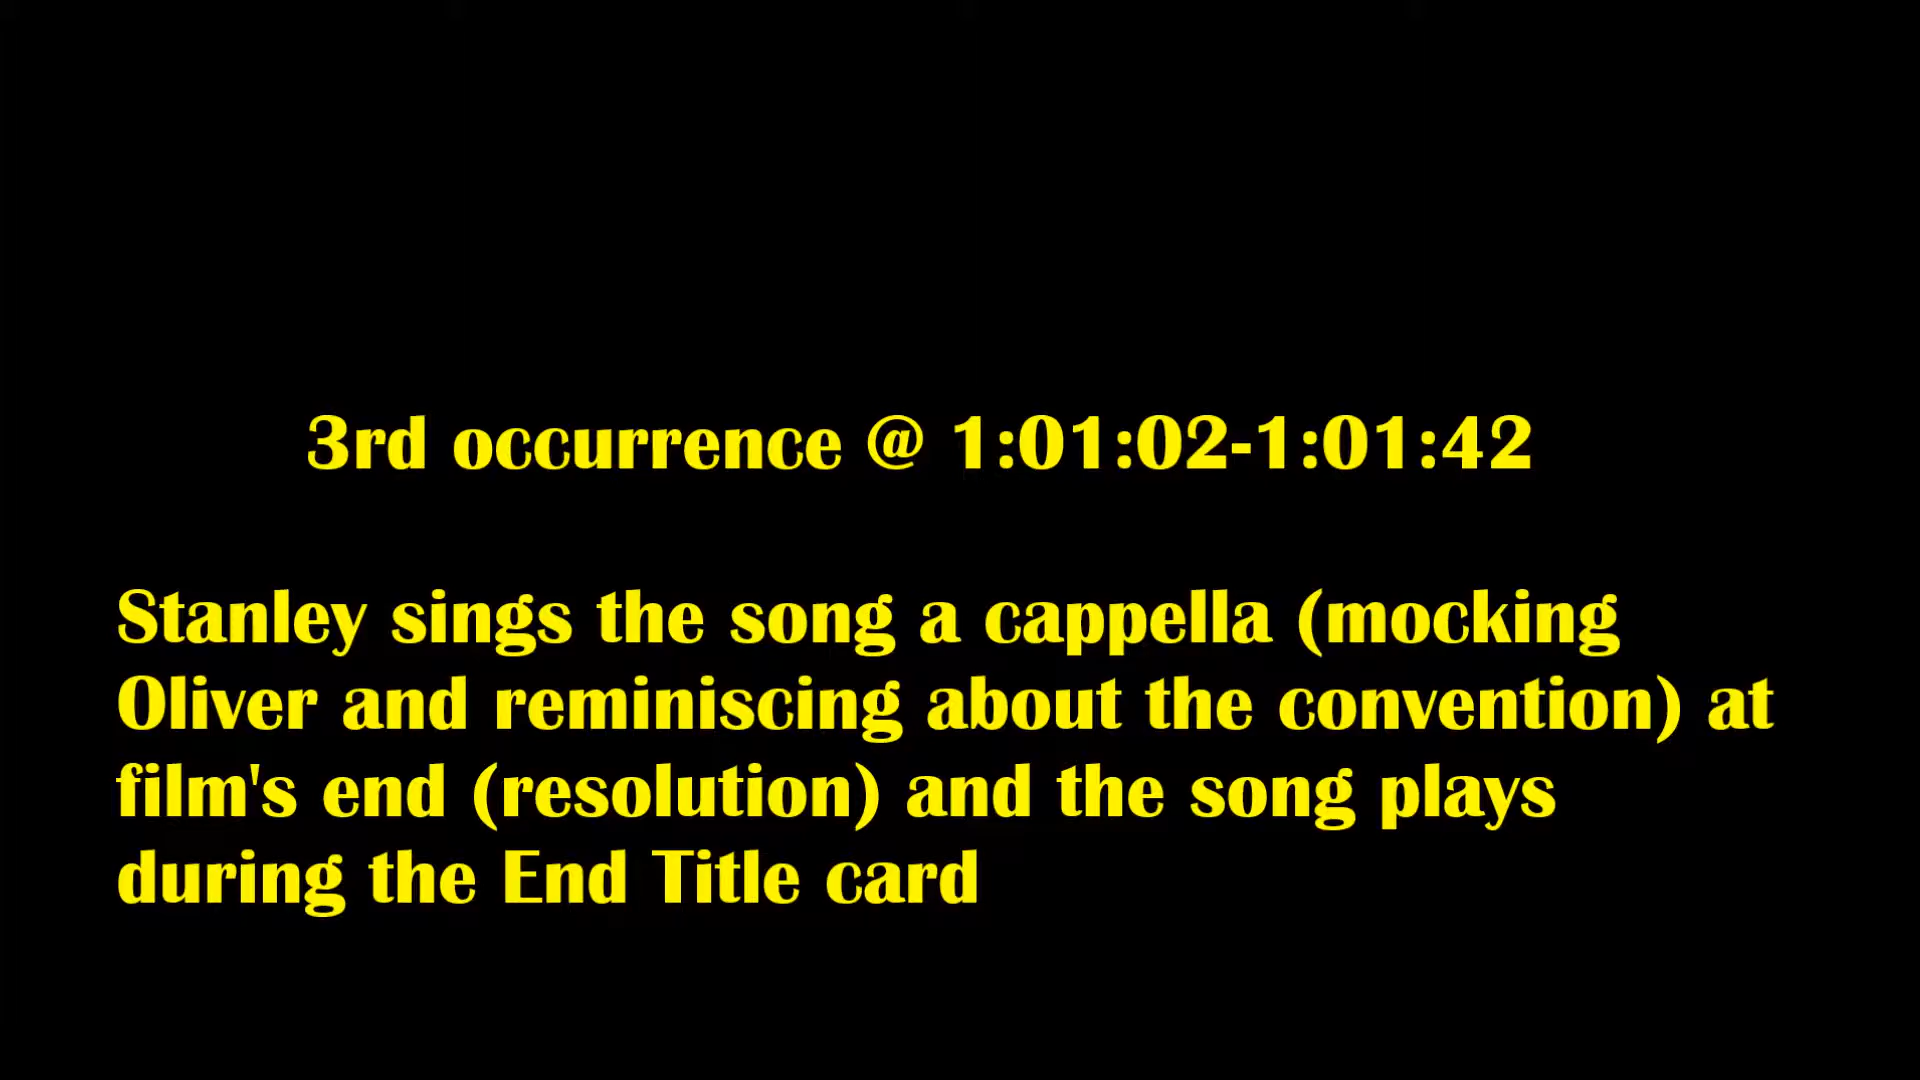 3rd occurrence @ 1:01:02-1:01:42
Stanley sings the song a cappella (mocking
Oliver and reminiscing about the convention) at
film's end (resolution) and the song plays
during the End Title card